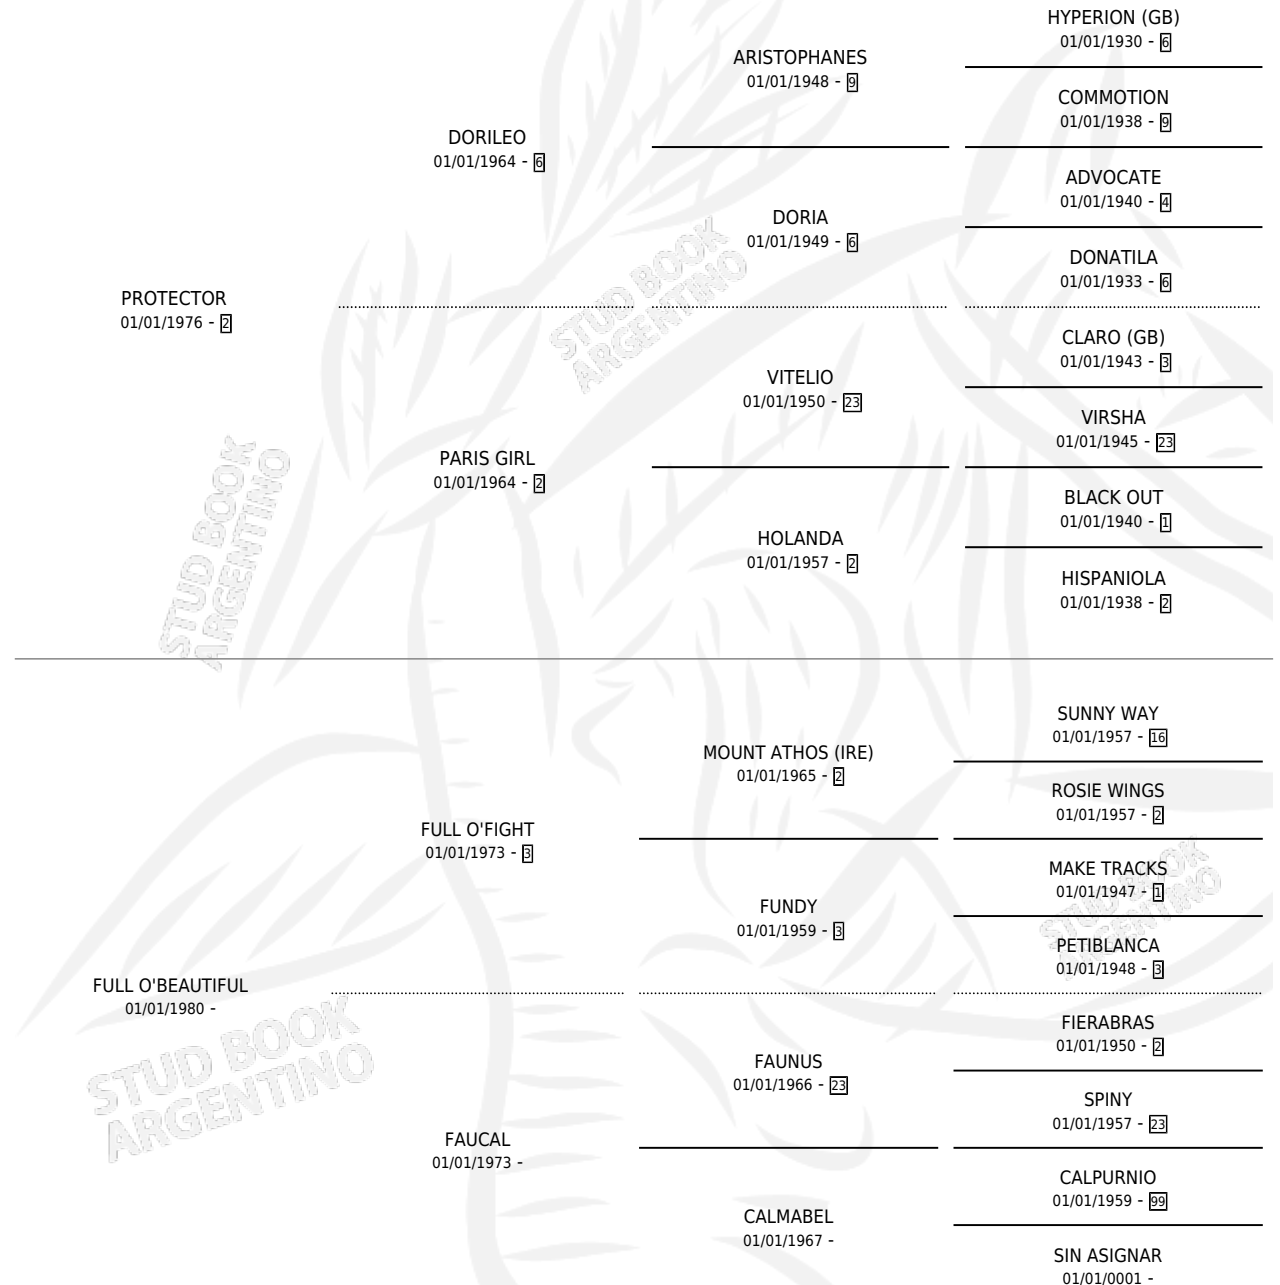 HYPERION (GB)
01/01/1930 - 6
ARISTOPHANES
01/01/1948 - 9
COMMOTION
01/01/1938 - 9
DORILEO
01/01/1964 - 6
ADVOCATE
01/01/1940 - 4
DORIA
01/01/1949 - 6
DONATILA
01/01/1933 - 6
PROTECTOR
01/01/1976 - 2
CLARO (GB)
01/01/1943 - 3
VITELIO
01/01/1950 - 23
VIRSHA
01/01/1945 - 23
PARIS GIRL
01/01/1964 - 2
BLACK OUT
01/01/1940 - 1
HOLANDA
01/01/1957 - 2
HISPANIOLA
01/01/1938 - 2
STUD BOOK
ARGENTINO
STUD BOOK
ARGENTINO
SUNNY WAY
01/01/1957 - 16
MOUNT ATHOS (IRE)
01/01/1965 - 2
ROSIE WINGS
01/01/1957 - 2
FULL O'FIGHT
01/01/1973 - 3
MAKE TRACKS
01/01/1947 - 1
FUNDY
01/01/1959 - 3
PETIBLANCA
01/01/1948 - 3
FULL O'BEAUTIFUL
01/01/1980 -
FIERABRAS
01/01/1950 - 2
FAUNUS
01/01/1966 - 23
SPINY
01/01/1957 - 23
FAUCAL
01/01/1973 -
CALPURNIO
01/01/1959 - 99
CALMABEL
01/01/1967 -
SIN ASIGNAR
01/01/0001 -
STUD BOOK
ARGENTINO
STUD BOOK
ARGENTINO